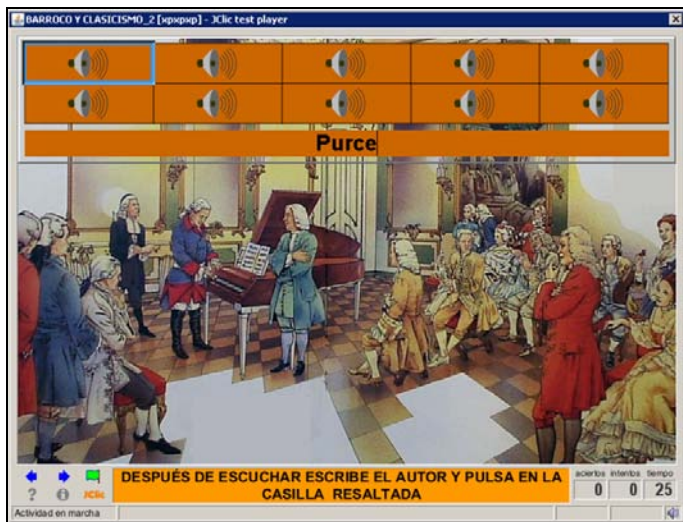 BARROCO Y CLASICISMO_2 [xpxpxp] - JClic test player
Purce
DESPUÉS DE ESCUCHAR ESCRIBE EL AUTOR Y PULSA EN LA
CASILLA RESALTADA
aciertos intentos tiempo
0 0 25
? JClic
Actividad en marcha